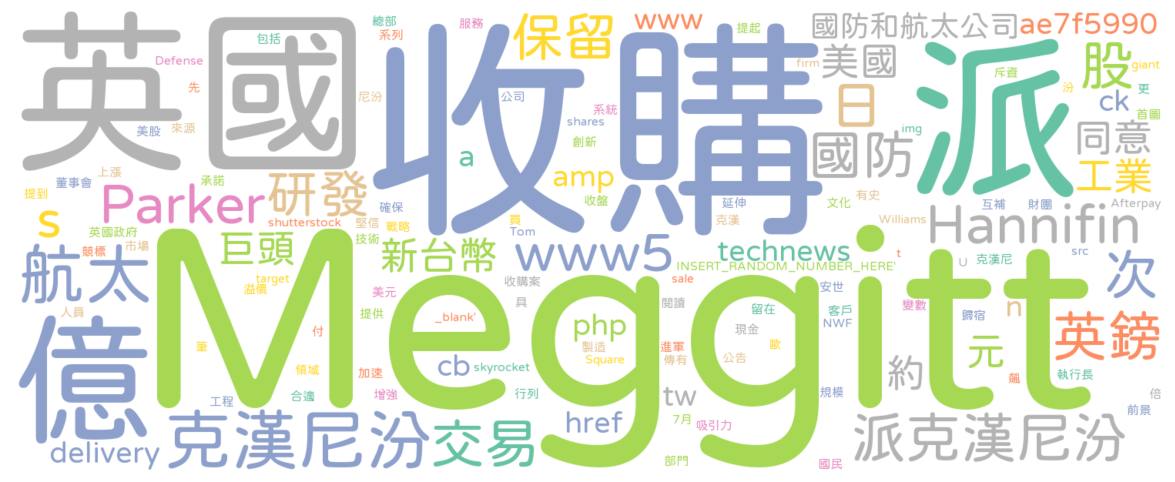 英國
收購
派
Meggitt
億
保留
www
國防和航太公司
ae7f5990
總部
系列
服務
提起
包括
Defense
先
美股
來源
尼汾
公司
系統
創新
shares
firm
美國
日
斥資
股
giant
汾
更
ck
首圖
img
同意
國防
工業
a
amp
收盤
延伸
克漢
文化
有史
互補
財團
Afterpay
上漲
承諾
提到
董事會
Parker
研發
確保
s
英國政府
shutterstock
堅信
戰略
技術
買
Tom
Williams
Hannifin
競標
市場
巨頭
新台幣
www5
technews
INSERT_RANDOM_NUMBER_HERE'
t
U
克漢尼
src
次
航太
target
溢價
美元
收購案
sale
具
閱讀
留在
安世
客戶
NWF
變數
歸宿
n
英鎊
人員
付
提供
_blank'
php
製造
現金
歐
公告
進軍
傳有
Square
元
筆
傾城
加速
cb
skyrocket
約
飆
執行長
工程
合適
增強
行列
tw
規模
倍
前景
delivery
克漢尼汾
交易
href
7月
吸引力
派克漢尼汾
部門
國民